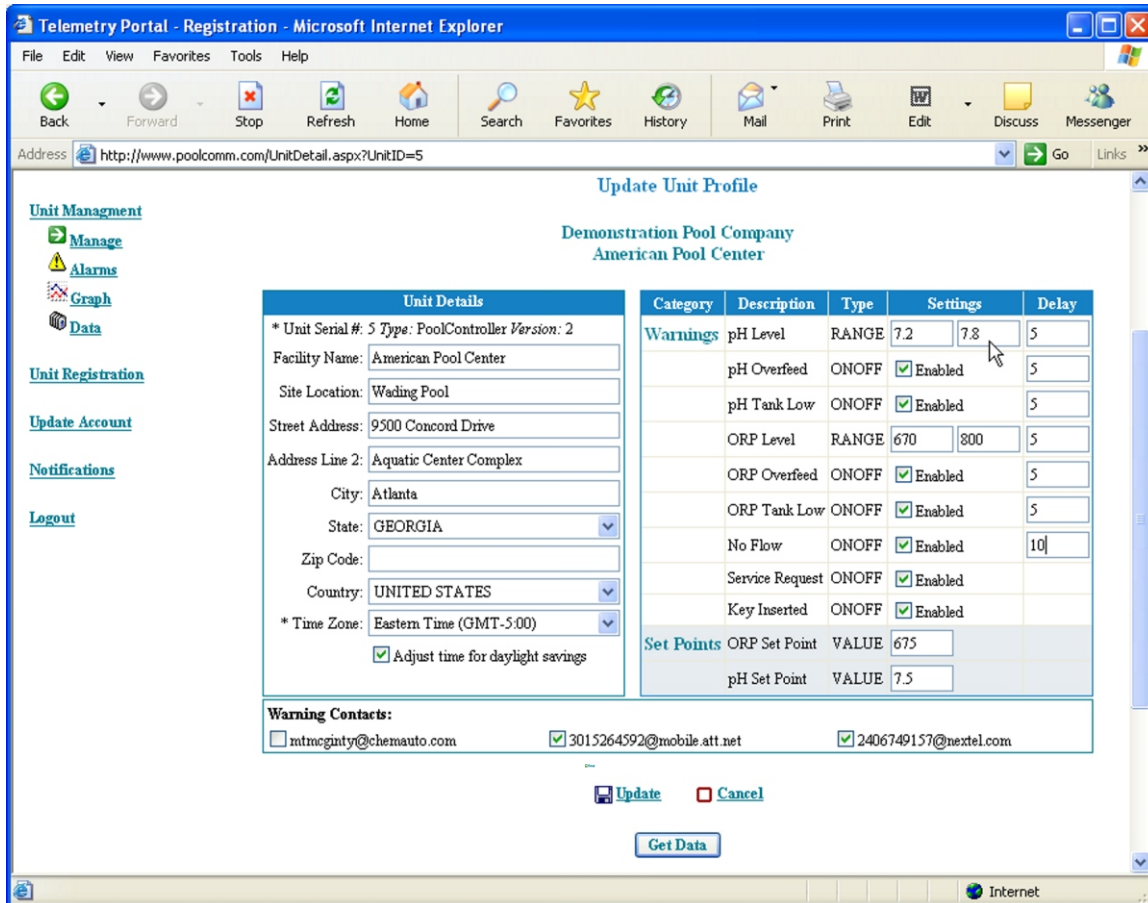 Telemetry Portal - Registration - Microsoft Internet Explorer
File Edit View Favorites Tools Help
Back Forward Stop Refresh Home Search Favorites History Mail Print Edit Discuss Messenger
Address http://www.poolcomm.com/UnitDetail.aspx?UnitID=5 Go Links »
Update Unit Profile
Demonstration Pool Company
American Pool Center
Unit Managment
Manage
Alarms
Graph
Data
Unit Registration
Update Account
Notifications
Logout
Unit Details
* Unit Serial #: 5 Type: PoolController Version: 2
Facility Name: American Pool Center
Site Location: Wading Pool
Street Address: 9500 Concord Drive
Address Line 2: Aquatic Center Complex
City: Atlanta
State: GEORGIA
Zip Code:
Country: UNITED STATES
* Time Zone: Eastern Time (GMT-5:00)
Adjust time for daylight savings
Category Description Type Settings Delay
Warnings pH Level RANGE 7.2 7.8 5
pH Overfeed ONOFF Enabled 5
pH Tank Low ONOFF Enabled 5
ORP Level RANGE 670 800 5
ORP Overfeed ONOFF Enabled 5
ORP Tank Low ONOFF Enabled 5
No Flow ONOFF Enabled 10
Service Request ONOFF Enabled
Key Inserted ONOFF Enabled
Set Points ORP Set Point VALUE 675
pH Set Point VALUE 7.5
Warning Contacts:
mtmcginty@chemauto.com 3015264592@mobile.att.net 2406749157@nextel.com
Update Cancel
Get Data
Internet